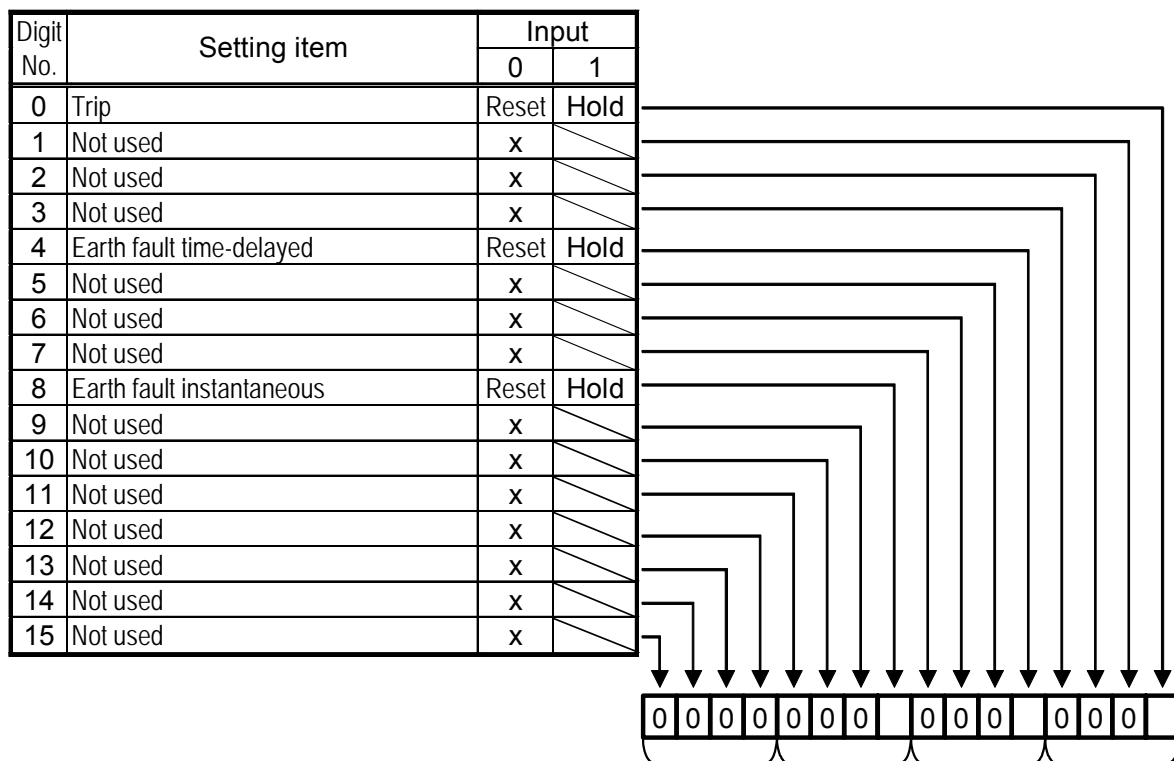 Digit No. Setting item Input
0 1
0 Trip Reset Hold
1 Not used x
2 Not used x
3 Not used x
4 Earth fault time-delayed Reset Hold
5 Not used x
6 Not used x
7 Not used x
8 Earth fault instantaneous Reset Hold
9 Not used x
10 Not used x
11 Not used x
12 Not used x
13 Not used x
14 Not used x
15 Not used x
0 0 0 0 0 0 0 0 0 0 0 0 0